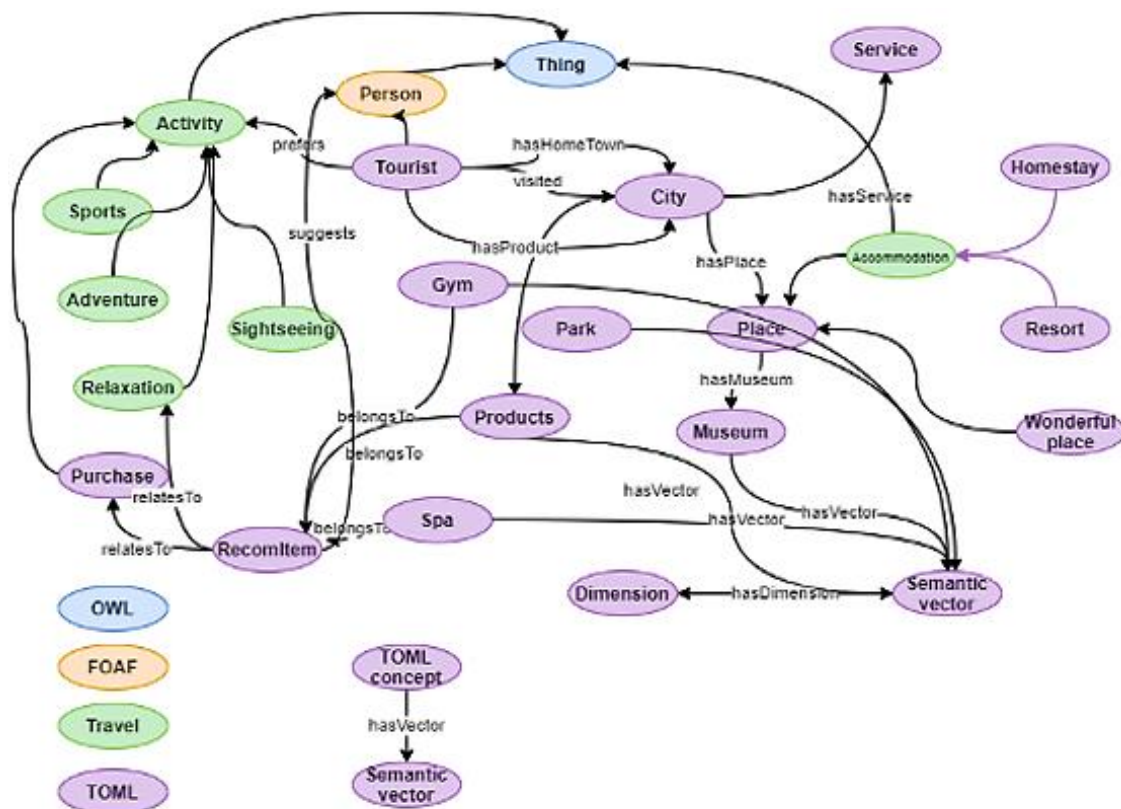 Service
Thing
Person
Activity
prefers
hasHomeTown
Tourist
visited
Homestay
City
Sports
suggests
hasService
hasProduct
hasPlace
Accommodation
Gym
Adventure
Sightseeing
Park
Place
Resort
hasMuseum
Relaxation
belongsTo
Products
Museum
Wonderful
place
belongsTo
Purchase
relatesTo
hasVector
hasVector
hasVector
Spa
belongsTo
relatesTo
RecomItem
Dimension
hasDimension
Semantic
vector
OWL
FOAF
TOML
concept
Travel
hasVector
TOML
Semantic
vector